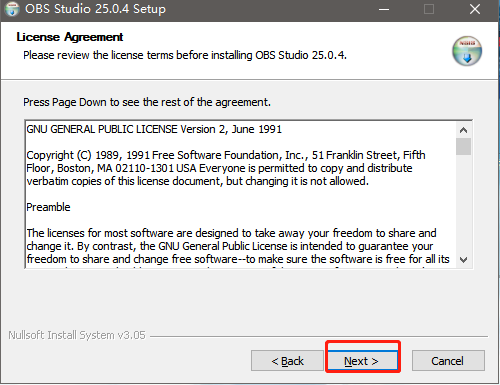 OBS Studio 25.0.4 Setup
License Agreement
Please review the license terms before installing OBS Studio 25.0.4.
Press Page Down to see the rest of the agreement.
GNU GENERAL PUBLIC LICENSE Version 2, June 1991
Copyright (C) 1989, 1991 Free Software Foundation, Inc., 51 Franklin Street, Fifth
Floor, Boston, MA 02110-1301 USA Everyone is permitted to copy and distribute
verbatim copies of this license document, but changing it is not allowed.
Preamble
The licenses for most software are designed to take away your freedom to share and
change it. By contrast, the GNU General Public License is intended to guarantee your
freedom to share and change free software--to make sure the software is free for all its
Nullsoft Install System v3.05
< Back
Next >
Cancel